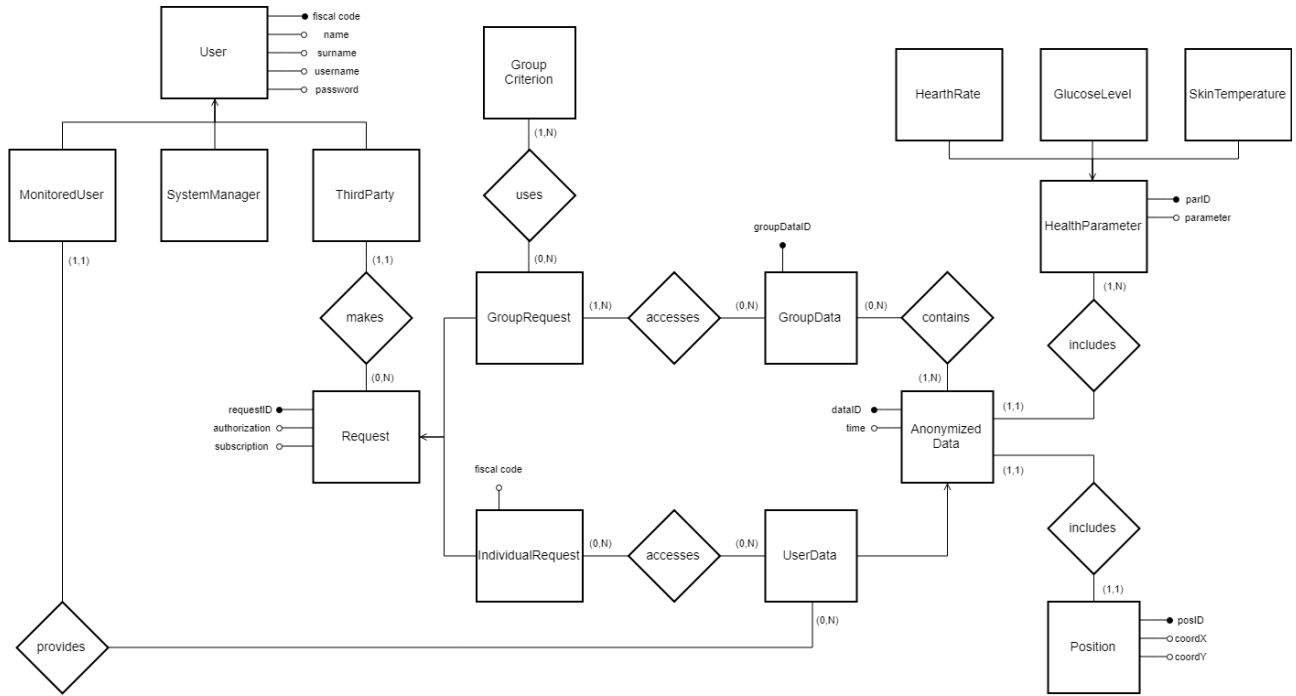 User
fiscal code
name
surname
username
password
Group
Criterion
HearthRate
GlucoseLevel
SkinTemperature
(1,N)
MonitoredUser
SystemManager
ThirdParty
uses
parID
parameter
HealthParameter
groupDataID
(1,1)
(1,1)
(0,N)
(1,N)
makes
GroupRequest
(1,N)
accesses
(0,N)
GroupData
(0,N)
contains
includes
(0,N)
(1,N)
requestID
authorization
subscription
Request
dataID
time
Anonymized
Data
(1,1)
(1,1)
fiscal code
IndividualRequest
(0,N)
accesses
(0,N)
UserData
includes
(1,1)
(0,N)
provides
Position
posID
coordX
coordY